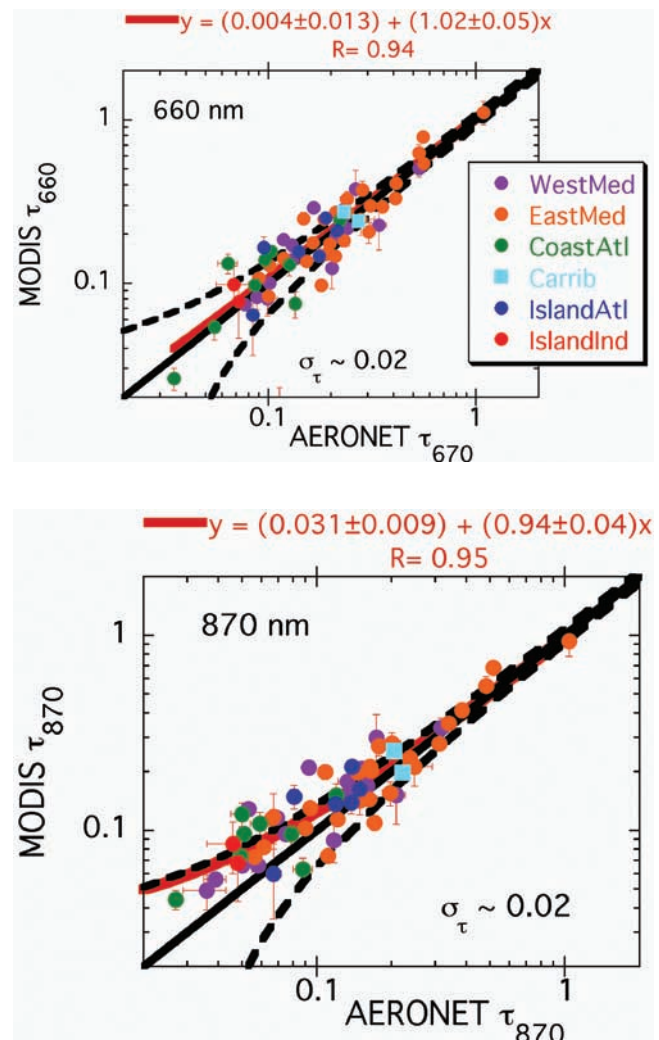 y = (0.004±0.013) + (1.02±0.05)x
R= 0.94
660 nm
1
0.1
MODIS τ660
WestMed
EastMed
CoastAtl
Carrib
IslandAtl
IslandInd
στ ~ 0.02
0.1 1
AERONET τ670
y = (0.031±0.009) + (0.94±0.04)x
R= 0.95
870 nm
1
0.1
MODIS τ870
στ ~ 0.02
0.1 1
AERONET τ870